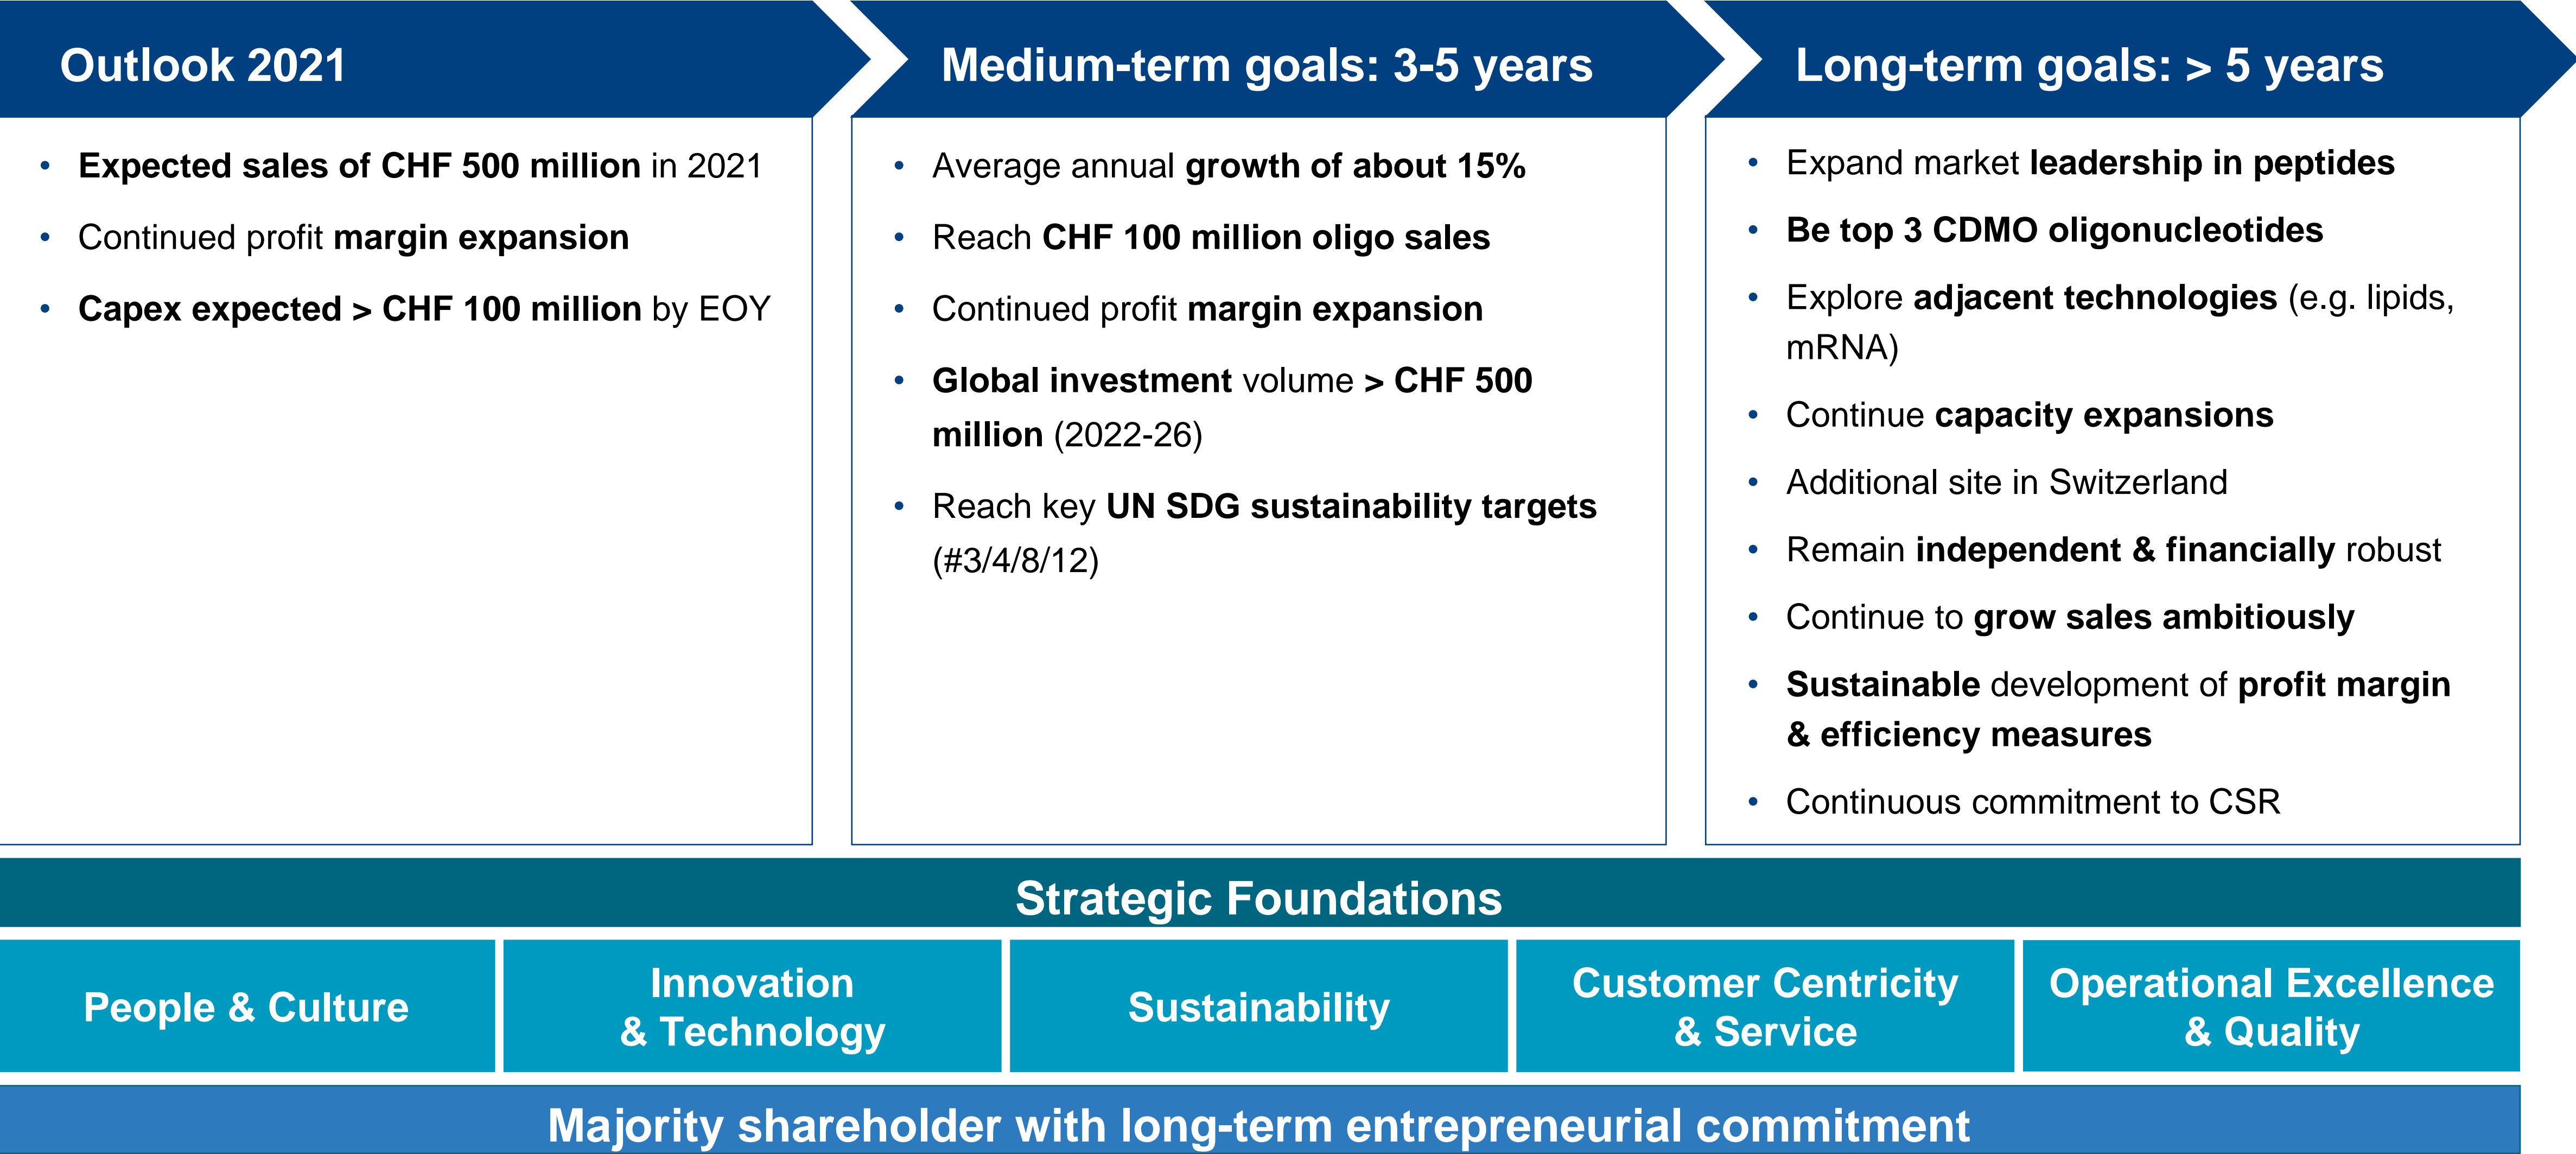 Outlook 2021
• Expected sales of CHF 500 million in 2021
• Continued profit margin expansion
• Capex expected > CHF 100 million by EOY
Medium-term goals: 3-5 years
• Average annual growth of about 15%
• Reach CHF 100 million oligo sales
• Continued profit margin expansion
• Global investment volume > CHF 500
million (2022-26)
• Reach key UN SDG sustainability targets
(#3/4/8/12)
Long-term goals: > 5 years
• Expand market leadership in peptides
• Be top 3 CDMO oligonucleotides
• Explore adjacent technologies (e.g. lipids,
mRNA)
• Continue capacity expansions
• Additional site in Switzerland
• Remain independent & financially robust
• Continue to grow sales ambitiously
• Sustainable development of profit margin
& efficiency measures
• Continuous commitment to CSR
Strategic Foundations
People & Culture
Innovation
& Technology
Sustainability
Customer Centricity
& Service
Operational Excellence
& Quality
Majority shareholder with long-term entrepreneurial commitment